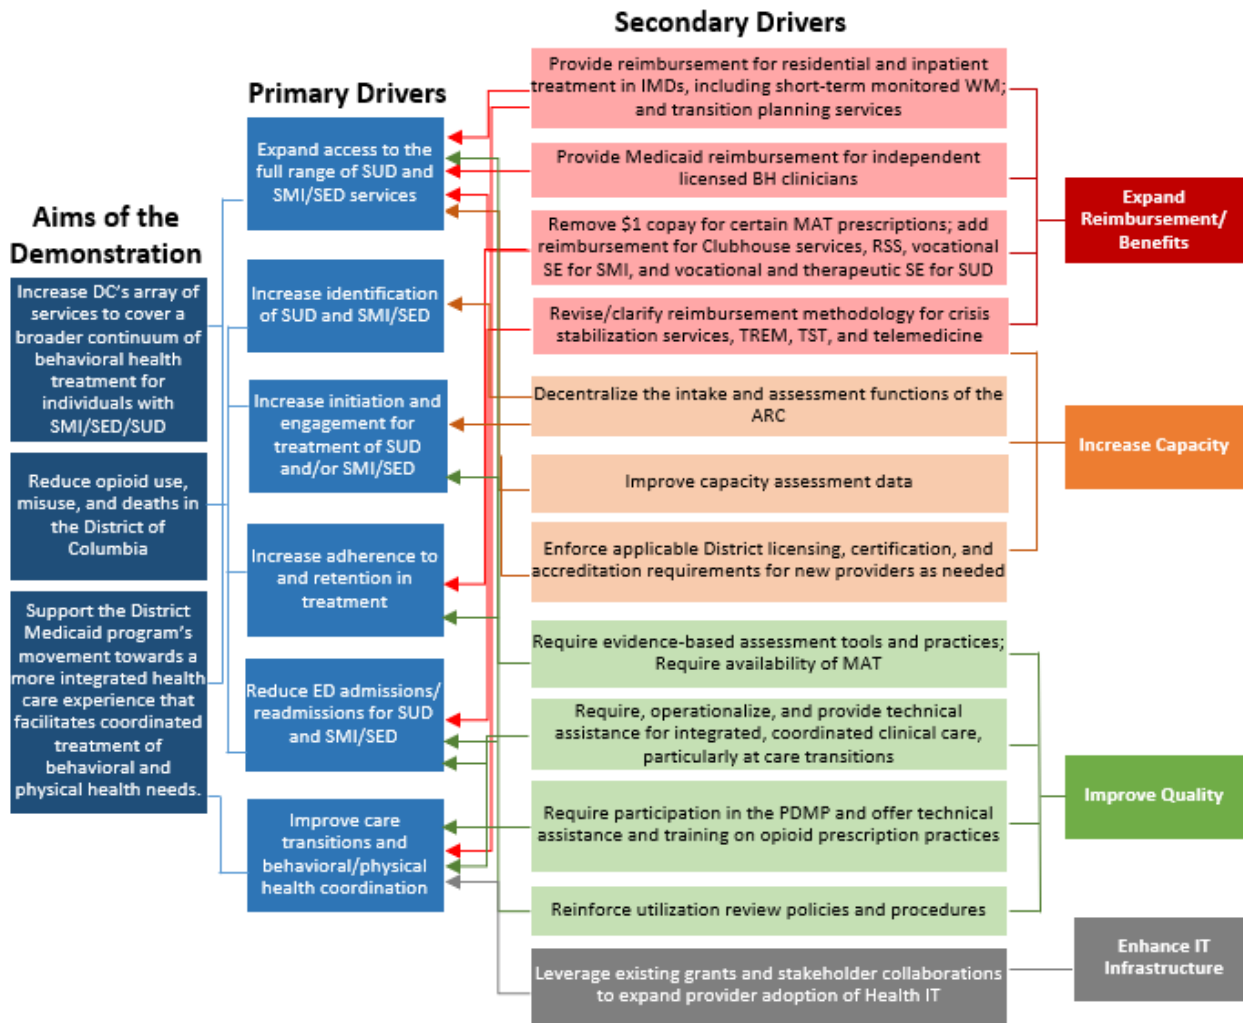 Aims of the
Demonstration
Increase DC's array of
services to cover a
broader continuum of
behavioral health
treatment for
individuals with
SMI/SED/SUD
Reduce opioid use,
misuse, and deaths in
the District of
Columbia
Support the District
Medicaid program's
movement towards a
more integrated health
care experience that
facilitates coordinated
treatment of
behavioral and
physical health needs.
Primary Drivers
Expand access to the
full range of SUD and
SMI/SED services
Increase identification
of SUD and SMI/SED
Increase initiation and
engagement for
treatment of SUD
and/or SMI/SED
Increase adherence to
and retention in
treatment
Reduce ED admissions/
readmissions for SUD
and SMI/SED
Improve care
transitions and
behavioral/physical
health coordination
Secondary Drivers
Provide reimbursement for residential and inpatient
treatment in IMDs, including short-term monitored WM;
and transition planning services
Provide Medicaid reimbursement for independent
licensed BH clinicians
Remove $1 copay for certain MAT prescriptions; add
reimbursement for Clubhouse services, RSS, vocational
SE for SMI, and vocational and therapeutic SE for SUD
Revise/clarify reimbursement methodology for crisis
stabilization services, TREM, TST, and telemedicine
Decentralize the intake and assessment functions of the
ARC
Improve capacity assessment data
Enforce applicable District licensing, certification, and
accreditation requirements for new providers as needed
Require evidence-based assessment tools and practices;
Require availability of MAT
Require, operationalize, and provide technical
assistance for integrated, coordinated clinical care,
particularly at care transitions
Require participation in the PDMP and offer technical
assistance and training on opioid prescription practices
Reinforce utilization review policies and procedures
Leverage existing grants and stakeholder collaborations
to expand provider adoption of Health IT
Expand
Reimbursement/
Benefits
Increase Capacity
Improve Quality
Enhance IT
Infrastructure